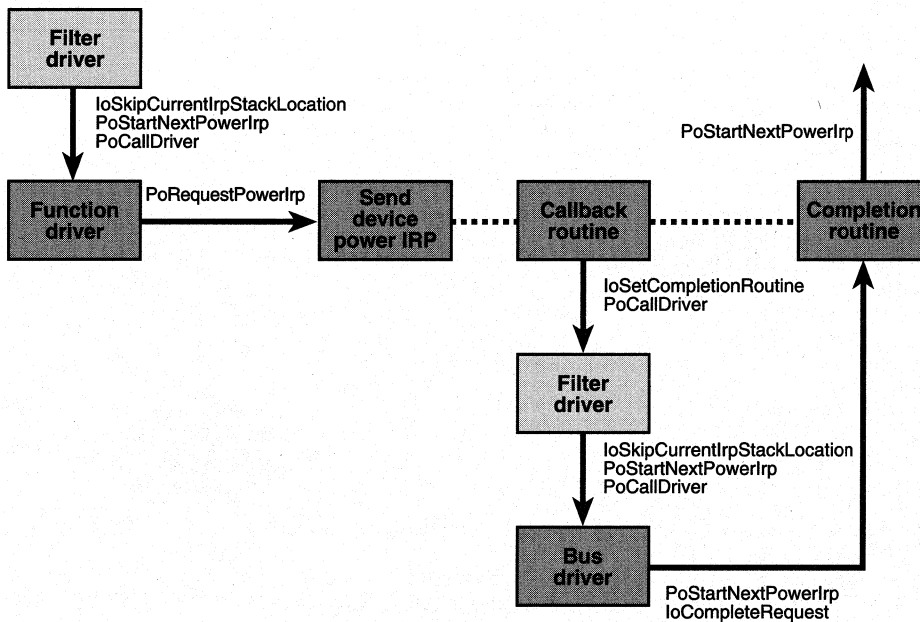 Filter
driver
IoSkipCurrentIrpStackLocation
PoStartNextPowerIrp
PoCallDriver
PoStartNextPowerIrp
Function
driver
PoRequestPowerIrp
Send
device
power IRP
Callback
routine
Completion
routine
IoSetCompletionRoutine
PoCallDriver
Filter
driver
IoSkipCurrentIrpStackLocation
PoStartNextPowerIrp
PoCallDriver
Bus
driver
PoStartNextPowerIrp
IoCompleteRequest